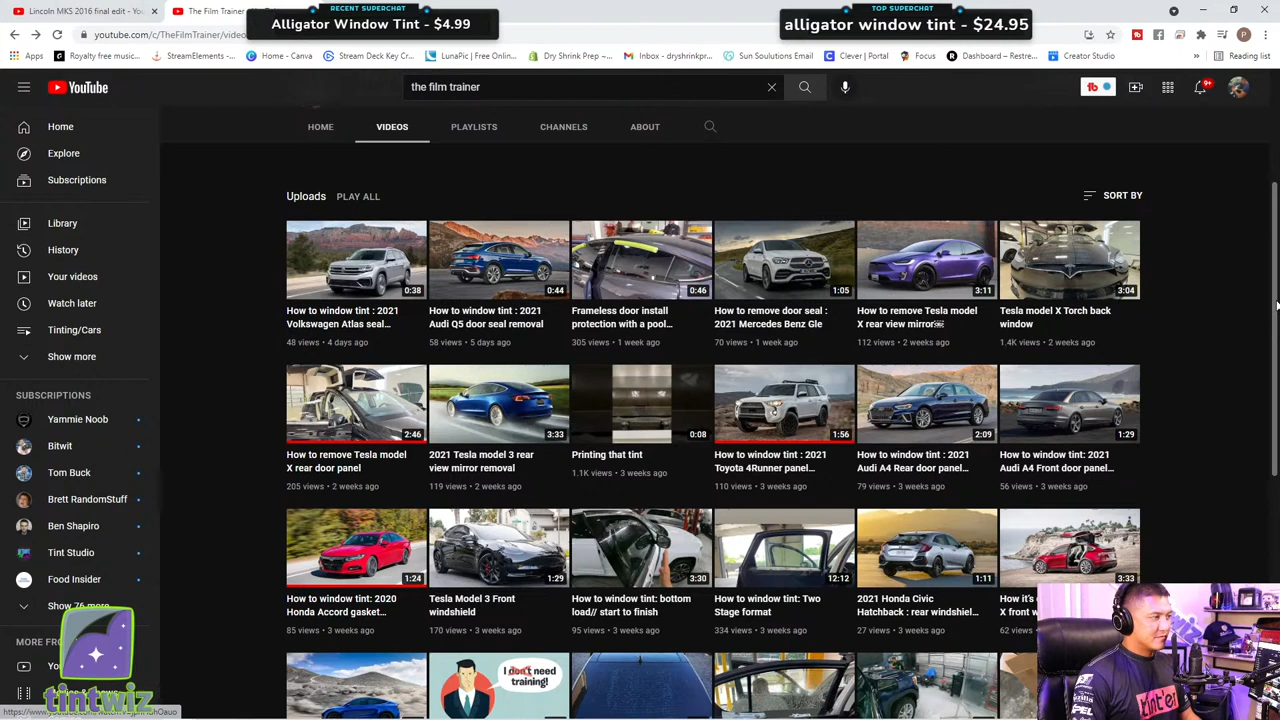 Lincoln MKS 2016 final edit - You
The Film Trainer - YouTube
RECENT SUPERCHAT
Alligator Window Tint - $4.99
TOP SUPERCHAT
alligator window tint - $24.95
youtube.com/c/TheFilmTrainer/video
Apps
Royalty free music...
StreamElements -
Home - Canva
Stream Deck Key Ico...
LunaPic | Free Onlin...
Dry Shrink Prep –...
Inbox - dryshrinkpr...
Sun Soulutions Email
Clever | Portal
Focus
Dashboard – Restre...
Creator Studio
Reading list
YouTube
the film trainer
9+
HOME
VIDEOS
PLAYLISTS
CHANNELS
ABOUT
Home
Explore
Subscriptions
Library
History
Your videos
Watch later
Tinting/Cars
Show more
SUBSCRIPTIONS
Yammie Noob
Bitwit
Tom Buck
Brett RandomStuff
Ben Shapiro
Tint Studio
Food Insider
Show 76
MORE FRO
Yo
Uploads
PLAY ALL
SORT BY
0:38
0:44
0:46
1:05
3:11
3:04
How to window tint : 2021
Volkswagen Atlas seal...
48 views • 4 days ago
How to window tint : 2021
Audi Q5 door seal removal
58 views • 5 days ago
Frameless door install
protection with a pool...
305 views • 1 week ago
How to remove door seal :
2021 Mercedes Benz Gle
70 views • 1 week ago
How to remove Tesla model
X rear view mirror￼
112 views • 2 weeks ago
Tesla model X Torch back
window
1.4K views • 2 weeks ago
2:46
3:33
0:08
1:56
2:09
1:29
How to remove Tesla model
X rear door panel
205 views • 2 weeks ago
2021 Tesla model 3 rear
view mirror removal
119 views • 2 weeks ago
Printing that tint
1.1K views • 3 weeks ago
How to window tint : 2021
Toyota 4Runner panel...
110 views • 3 weeks ago
How to window tint : 2021
Audi A4 Rear door panel...
79 views • 3 weeks ago
How to window tint: 2021
Audi A4 Front door panel...
56 views • 3 weeks ago
1:24
1:29
3:30
12:12
1:11
3:33
How to window tint: 2020
Honda Accord gasket...
85 views • 3 weeks ago
Tesla Model 3 Front
windshield
170 views • 3 weeks ago
How to window tint: bottom
load// start to finish
95 views • 3 weeks ago
How to window tint: Two
Stage format
334 views • 3 weeks ago
2021 Honda Civic
Hatchback : rear windshiel...
27 views • 3 weeks ago
How it's
X front w
62
I don't need
training!
tintwiz